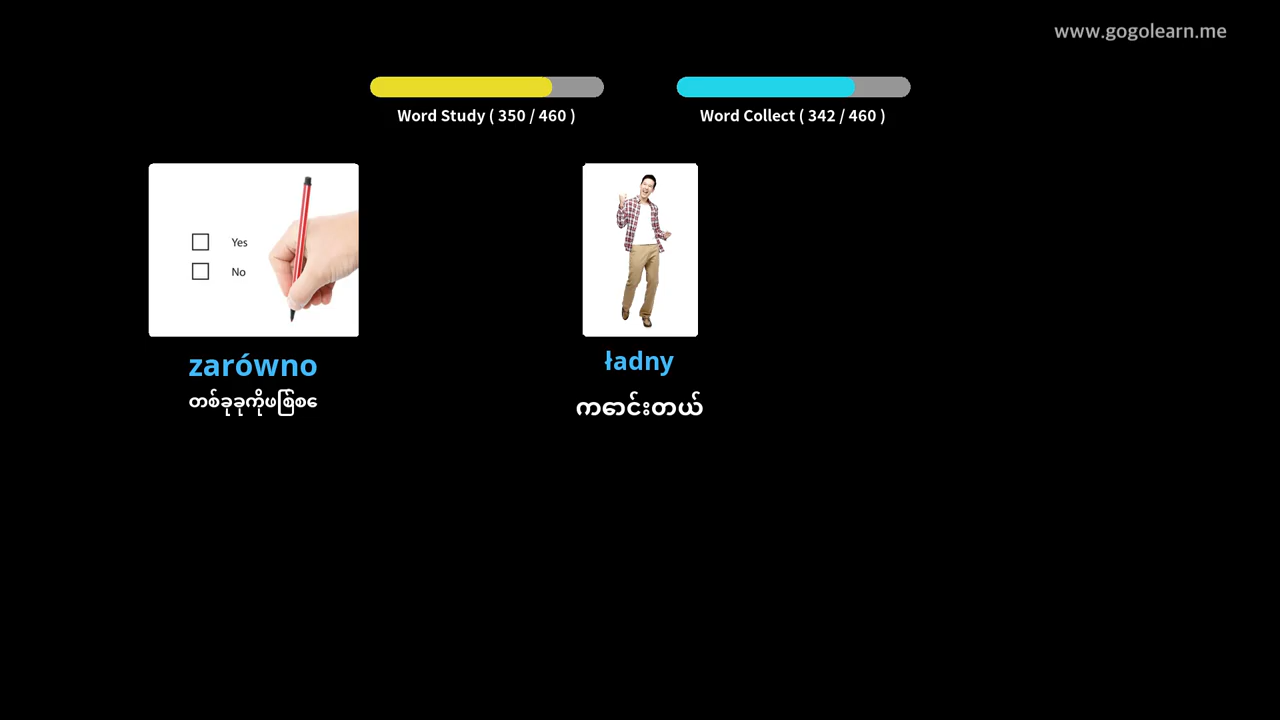 www.gogolearn.me
Word Study ( 350 / 460 )
Word Collect ( 342 / 460 )
Yes
No
zarówno
တစ်ခုခုကိုဖြစ်စေ
ładny
ကောင်းတယ်